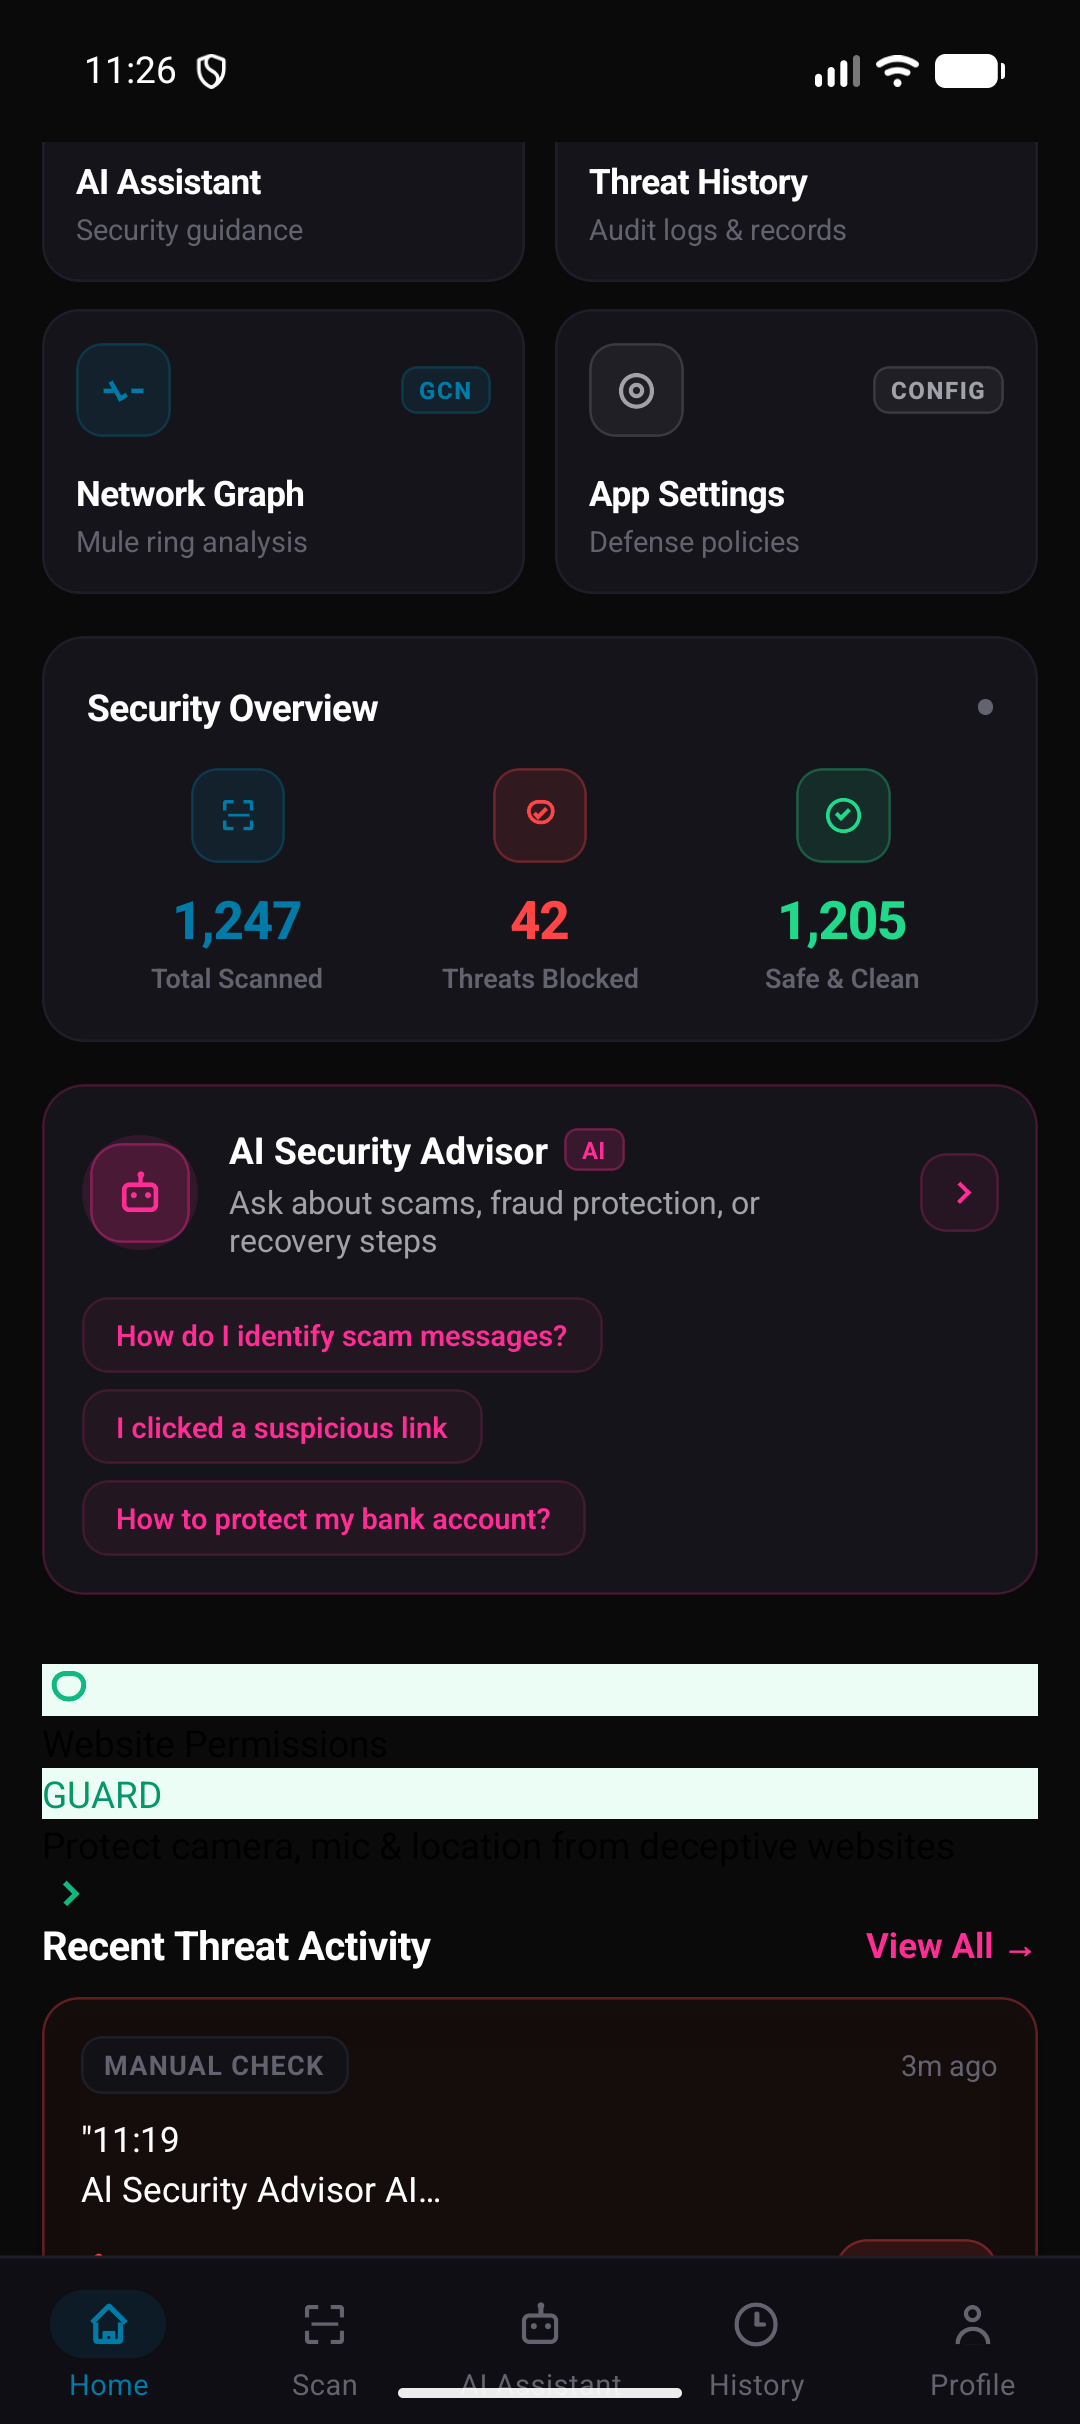 11:26
AI Assistant
Security guidance
Threat History
Audit logs & records
GCN
Network Graph
Mule ring analysis
CONFIG
App Settings
Defense policies
Security Overview
1,247
Total Scanned
42
Threats Blocked
1,205
Safe & Clean
AI Security Advisor AI
Ask about scams, fraud protection, or
recovery steps
How do I identify scam messages?
I clicked a suspicious link
How to protect my bank account?
Website Permissions
GUARD
Protect camera, mic & location from deceptive websites
Recent Threat Activity
View All →
MANUAL CHECK
3m ago
"11:19
Al Security Advisor AI...
Home
Scan
AI Assistant
History
Profile